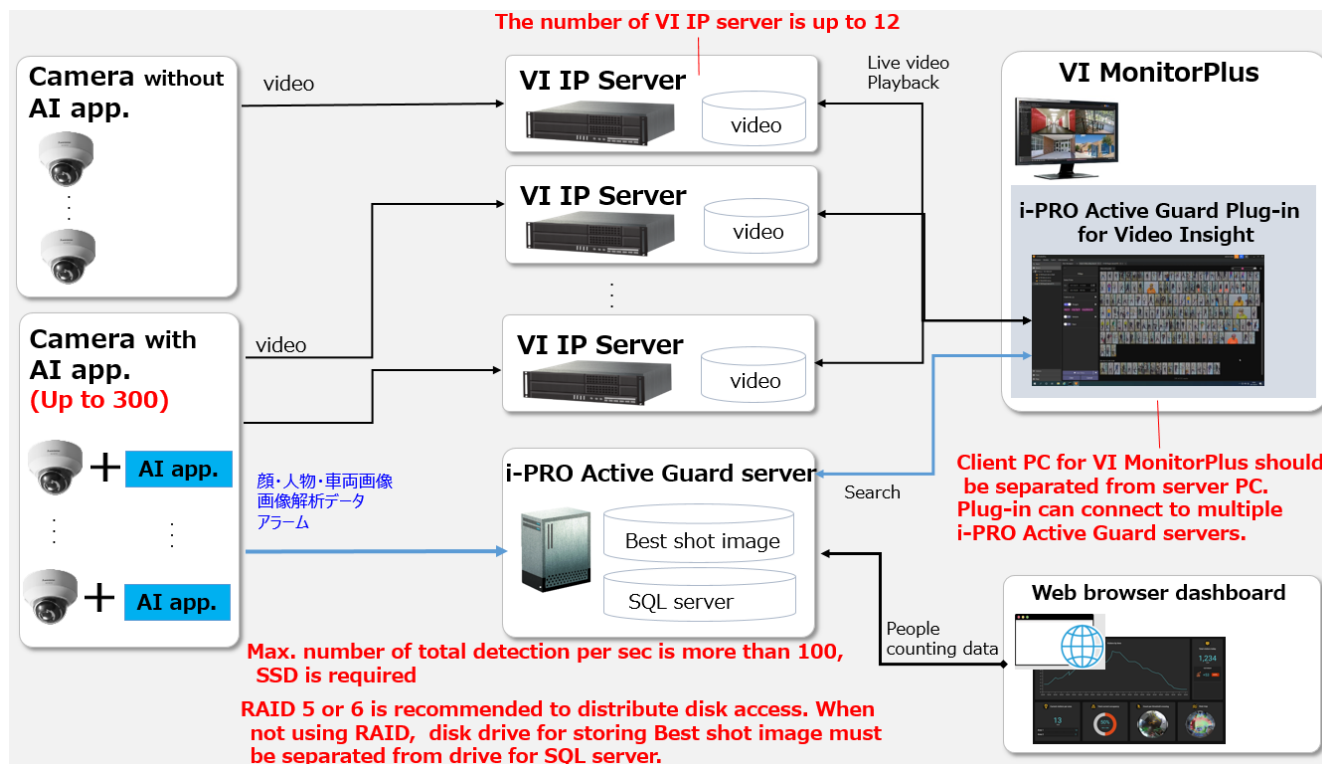 The number of VI IP server is up to 12
Camera without
AI app.
video
VI IP Server
video
Live video
Playback
VI MonitorPlus
VI IP Server
video
i-PRO Active Guard Plug-in
for Video Insight
Camera with
AI app.
(Up to 300)
video
VI IP Server
video
AI app.
顔・人物・車両画像
画像解析データ
アラーム
AI app.
i-PRO Active Guard server
Best shot image
SQL server
Search
Client PC for VI MonitorPlus should
be separated from server PC.
Plug-in can connect to multiple
i-PRO Active Guard servers.
Web browser dashboard
People
counting data
1,234
13
Max. number of total detection per sec is more than 100,
SSD is required
RAID 5 or 6 is recommended to distribute disk access. When
not using RAID, disk drive for storing Best shot image must
be separated from drive for SQL server.